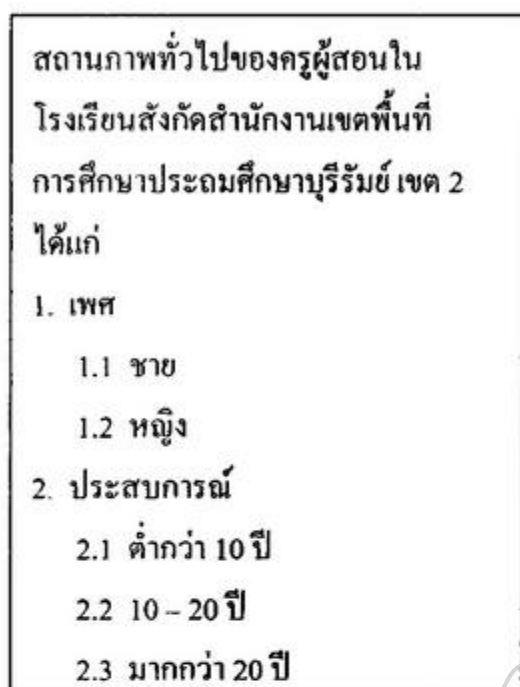 สถานภาพทั่วไปของครูผู้สอนใน
โรงเรียนสังกัดสำนักงานเขตพื้นที่
การศึกษาประถมศึกษาบุรีรัมย์ เขต 2
ได้แก่
1. เพศ
1.1 ชาย
1.2 หญิง
2. ประสบการณ์
2.1 ต่ำกว่า 10 ปี
2.2 10 – 20 ปี
2.3 มากกว่า 20 ปี